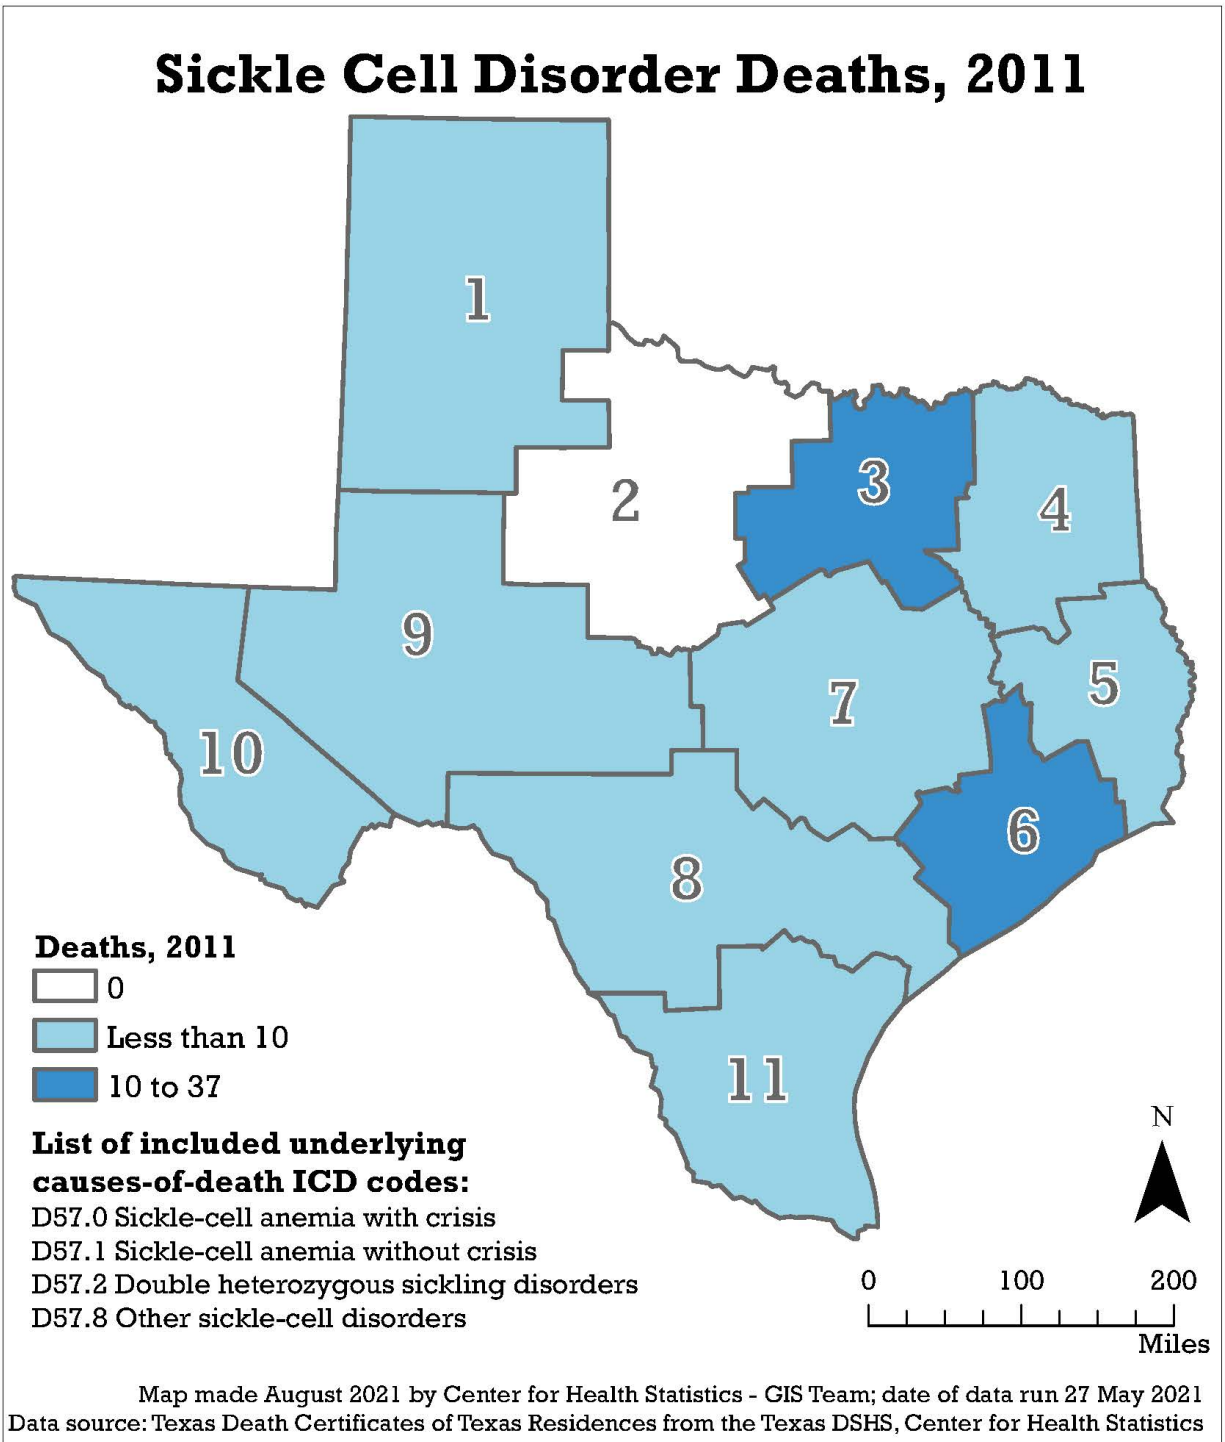 Sickle Cell Disorder Deaths, 2011
1
2
3
4
5
6
7
8
9
10
11
Deaths, 2011
0
Less than 10
10 to 37
List of included underlying
causes-of-death ICD codes:
D57.0 Sickle-cell anemia with crisis
D57.1 Sickle-cell anemia without crisis
D57.2 Double heterozygous sickling disorders
D57.8 Other sickle-cell disorders
N
0 100 200
Miles
Map made August 2021 by Center for Health Statistics - GIS Team; date of data run 27 May 2021
Data source: Texas Death Certificates of Texas Residences from the Texas DSHS, Center for Health Statistics